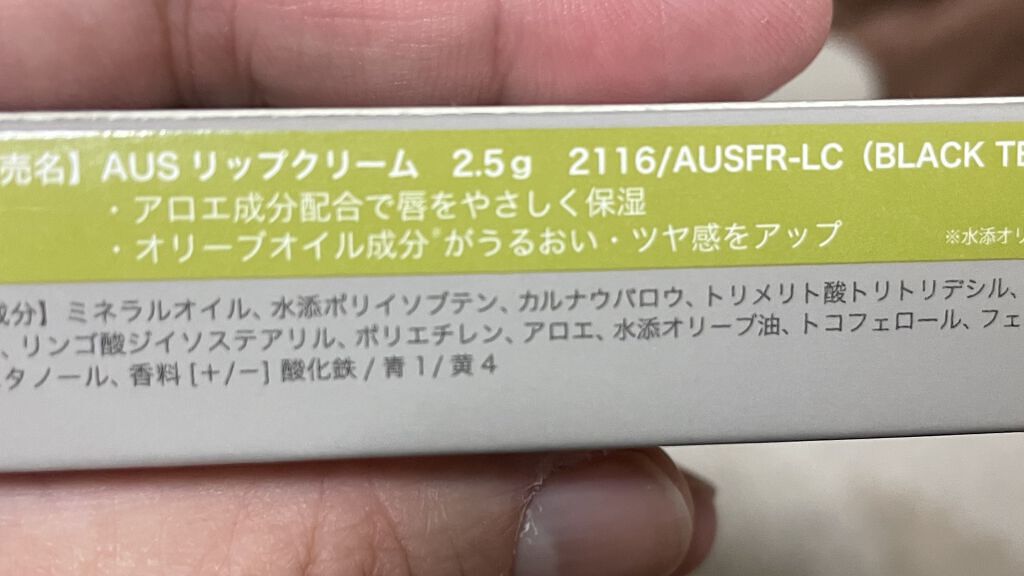 売名】AUS リップクリーム 2.5g 2116/AUSFR-LC（BLACK TE
・アロエ成分配合で唇をやさしく保湿
・オリーブオイル成分※がうるおい・ツヤ感をアップ ※水添オリ
成分】ミネラルオイル、水添ポリイソブテン、カルナウバロウ、トリメリト酸トリトリデシル、
、リンゴ酸ジイソステアリル、ポリエチレン、アロエ、水添オリーブ油、トコフェロール、フェ
タノール、香料 [+/−] 酸化鉄 / 青 1 / 黄 4